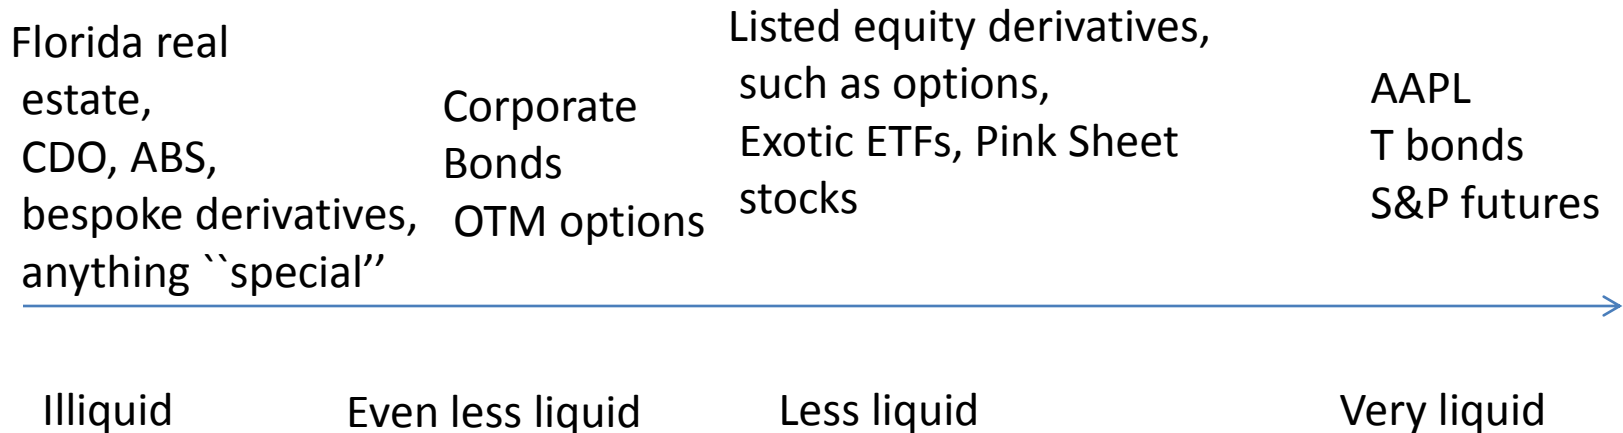 Florida real
estate,
CDO, ABS,
bespoke derivatives,
anything ``special’’
Corporate
Bonds
OTM options
Listed equity derivatives,
such as options,
Exotic ETFs, Pink Sheet
stocks
AAPL
T bonds
S&P futures
Illiquid
Even less liquid
Less liquid
Very liquid